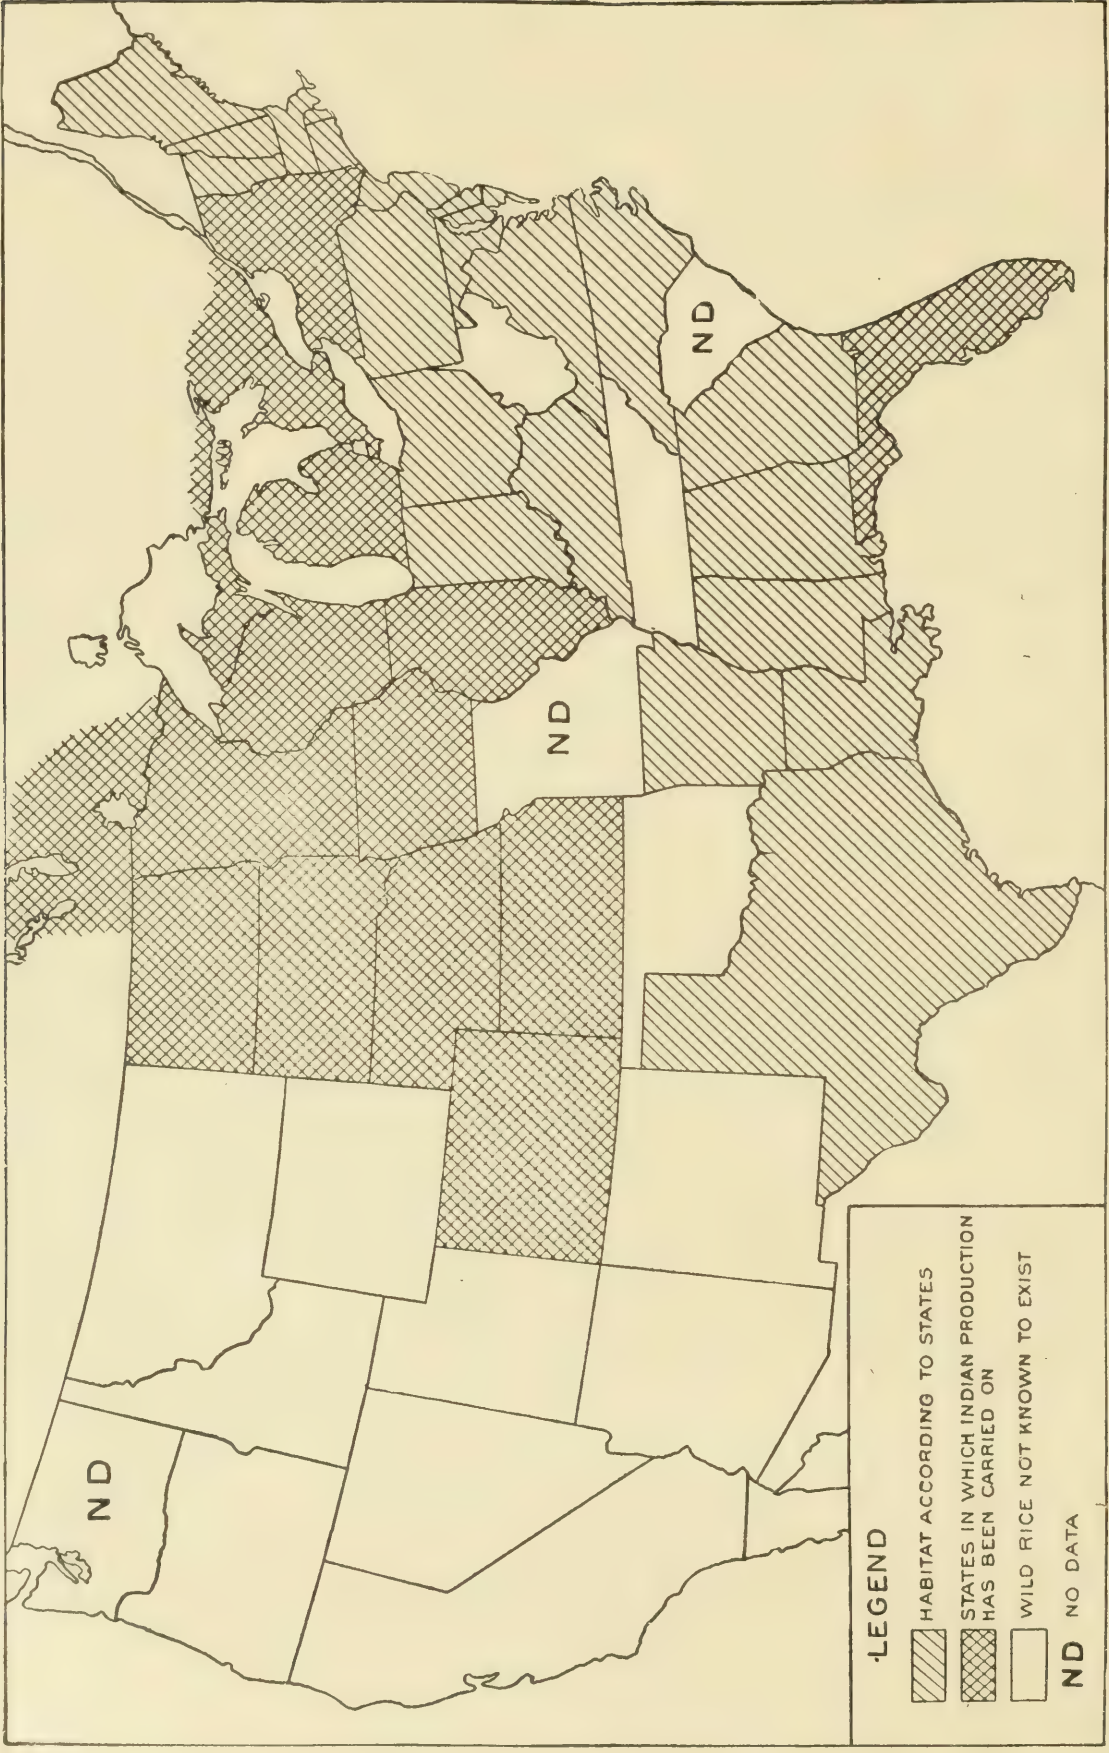 ND
ND
ND
LEGEND
HABITAT ACCORDING TO STATES
STATES IN WHICH INDIAN PRODUCTION
HAS BEEN CARRIED ON
WILD RICE NOT KNOWN TO EXIST
ND NO DATA